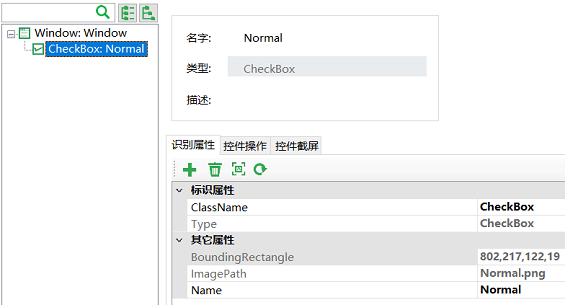 Window: Window
CheckBox: Normal
名字: Normal
类型: CheckBox
描述:
识别属性 控件操作 控件截屏
标识属性
ClassName CheckBox
Type CheckBox
其它属性
BoundingRectangle 802,217,122,19
ImagePath Normal.png
Name Normal